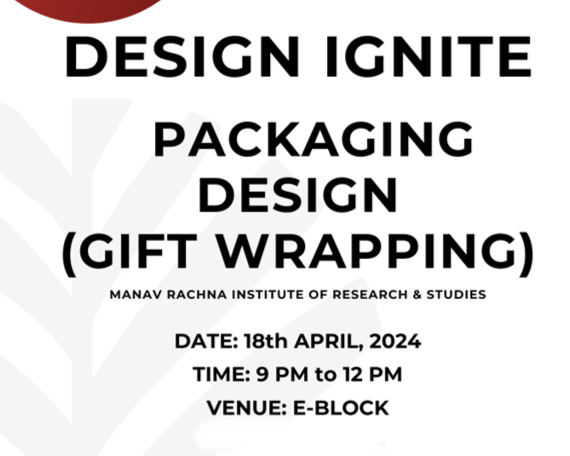 DESIGN IGNITE
PACKAGING
DESIGN
(GIFT WRAPPING)
MANAV RACHNA INSTITUTE OF RESEARCH & STUDIES
DATE: 18th APRIL, 2024
TIME: 9 PM to 12 PM
VENUE: E-BLOCK